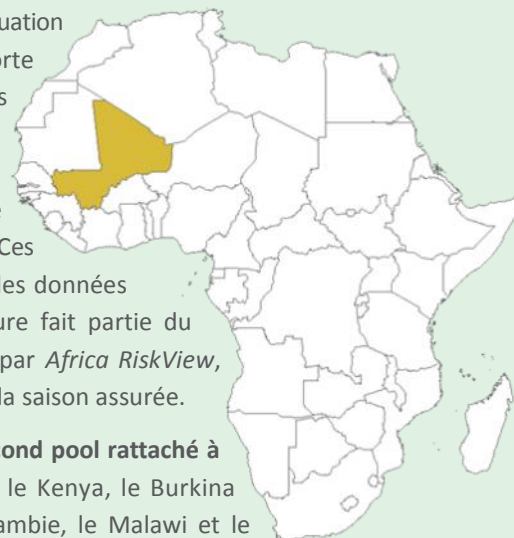 uation
orte
s
e
Ces
les données
ure fait partie du
par Africa RiskView,
la saison assurée.
cond pool rattaché à
le Kenya, le Burkina
ambie, le Malawi et le